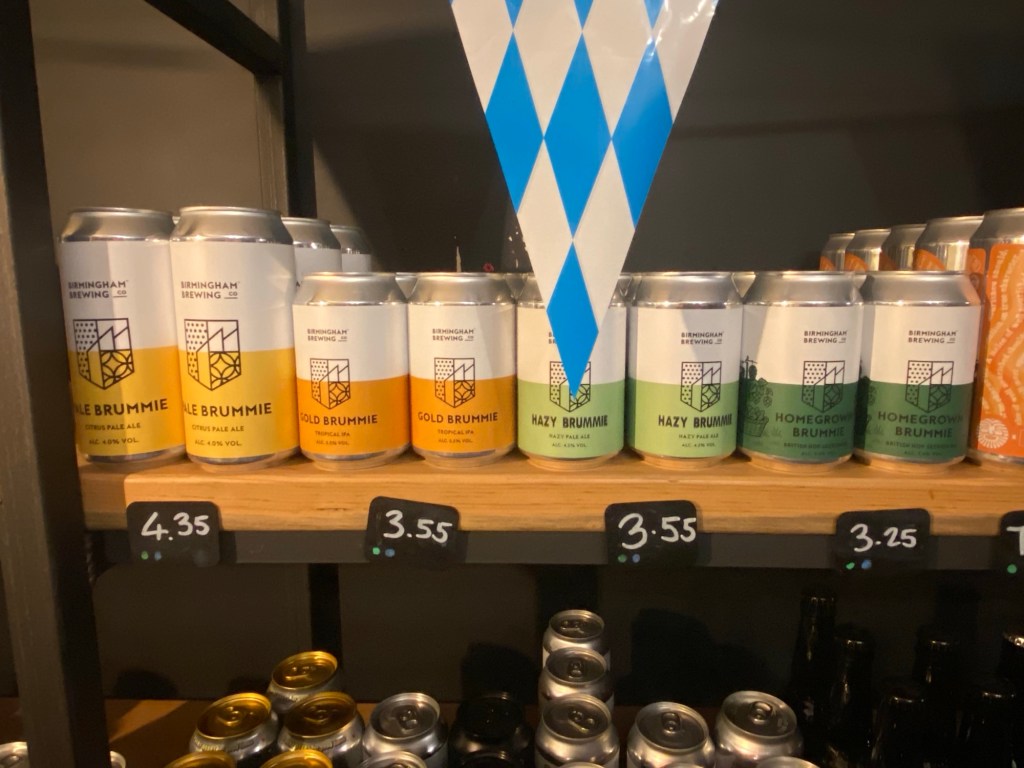 BIRMINGHAM
BREWING CO
ALE BRUMMIE
CITRUS PALE ALE
ALC. 4.0% VOL.
BIRMINGHAM
BREWING CO
ALE BRUMMIE
CITRUS PALE ALE
ALC. 4.0% VOL.
BIRMINGHAM
BREWING CO
GOLD BRUMMIE
TROPICAL IPA
BIRMINGHAM
BREWING CO
GOLD BRUMMIE
TROPICAL IPA
BIRMINGHAM
BREWING CO
HAZY BRUMMIE
HAZY PALE ALE
BIRMINGHAM
BREWING CO
HAZY BRUMMIE
HAZY PALE ALE
BIRMINGHAM
BREWING CO
HOMEGROWN
BRUMMIE
BIRMINGHAM
BREWING CO
HOMEGROWN
BRUMMIE
4.35
3.55
3.55
3.25